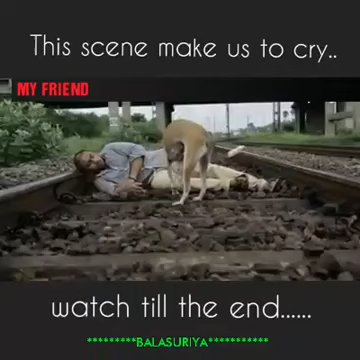 This scene make us to cry..
MY FRIEND
watch till the end......
*********BALASURIYA***********